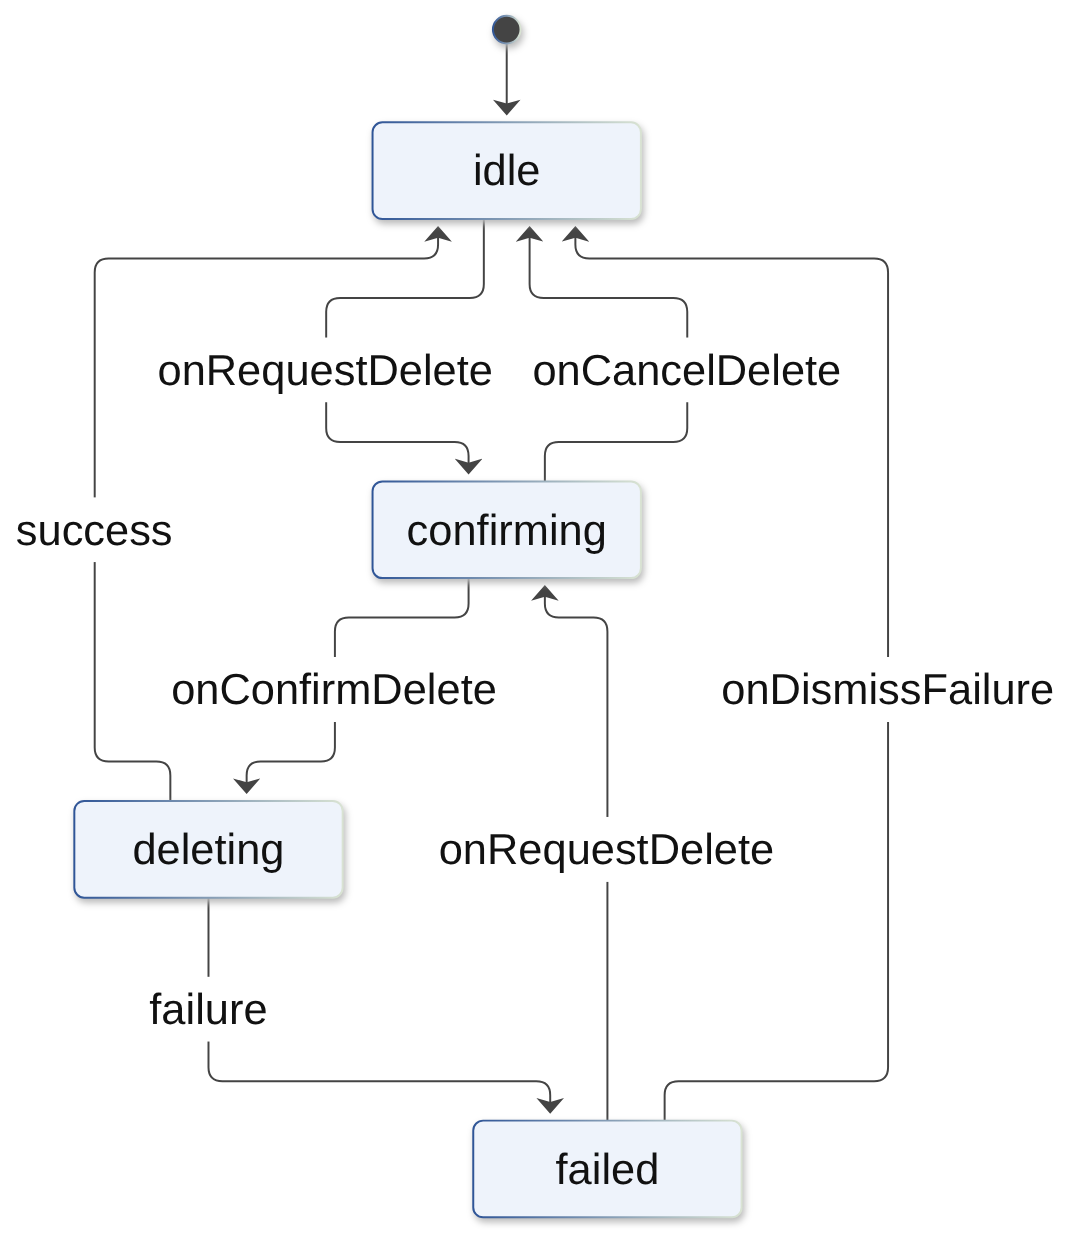 idle
onRequestDelete
onCancelDelete
success
confirming
onConfirmDelete
onDismissFailure
deleting
onRequestDelete
failure
failed